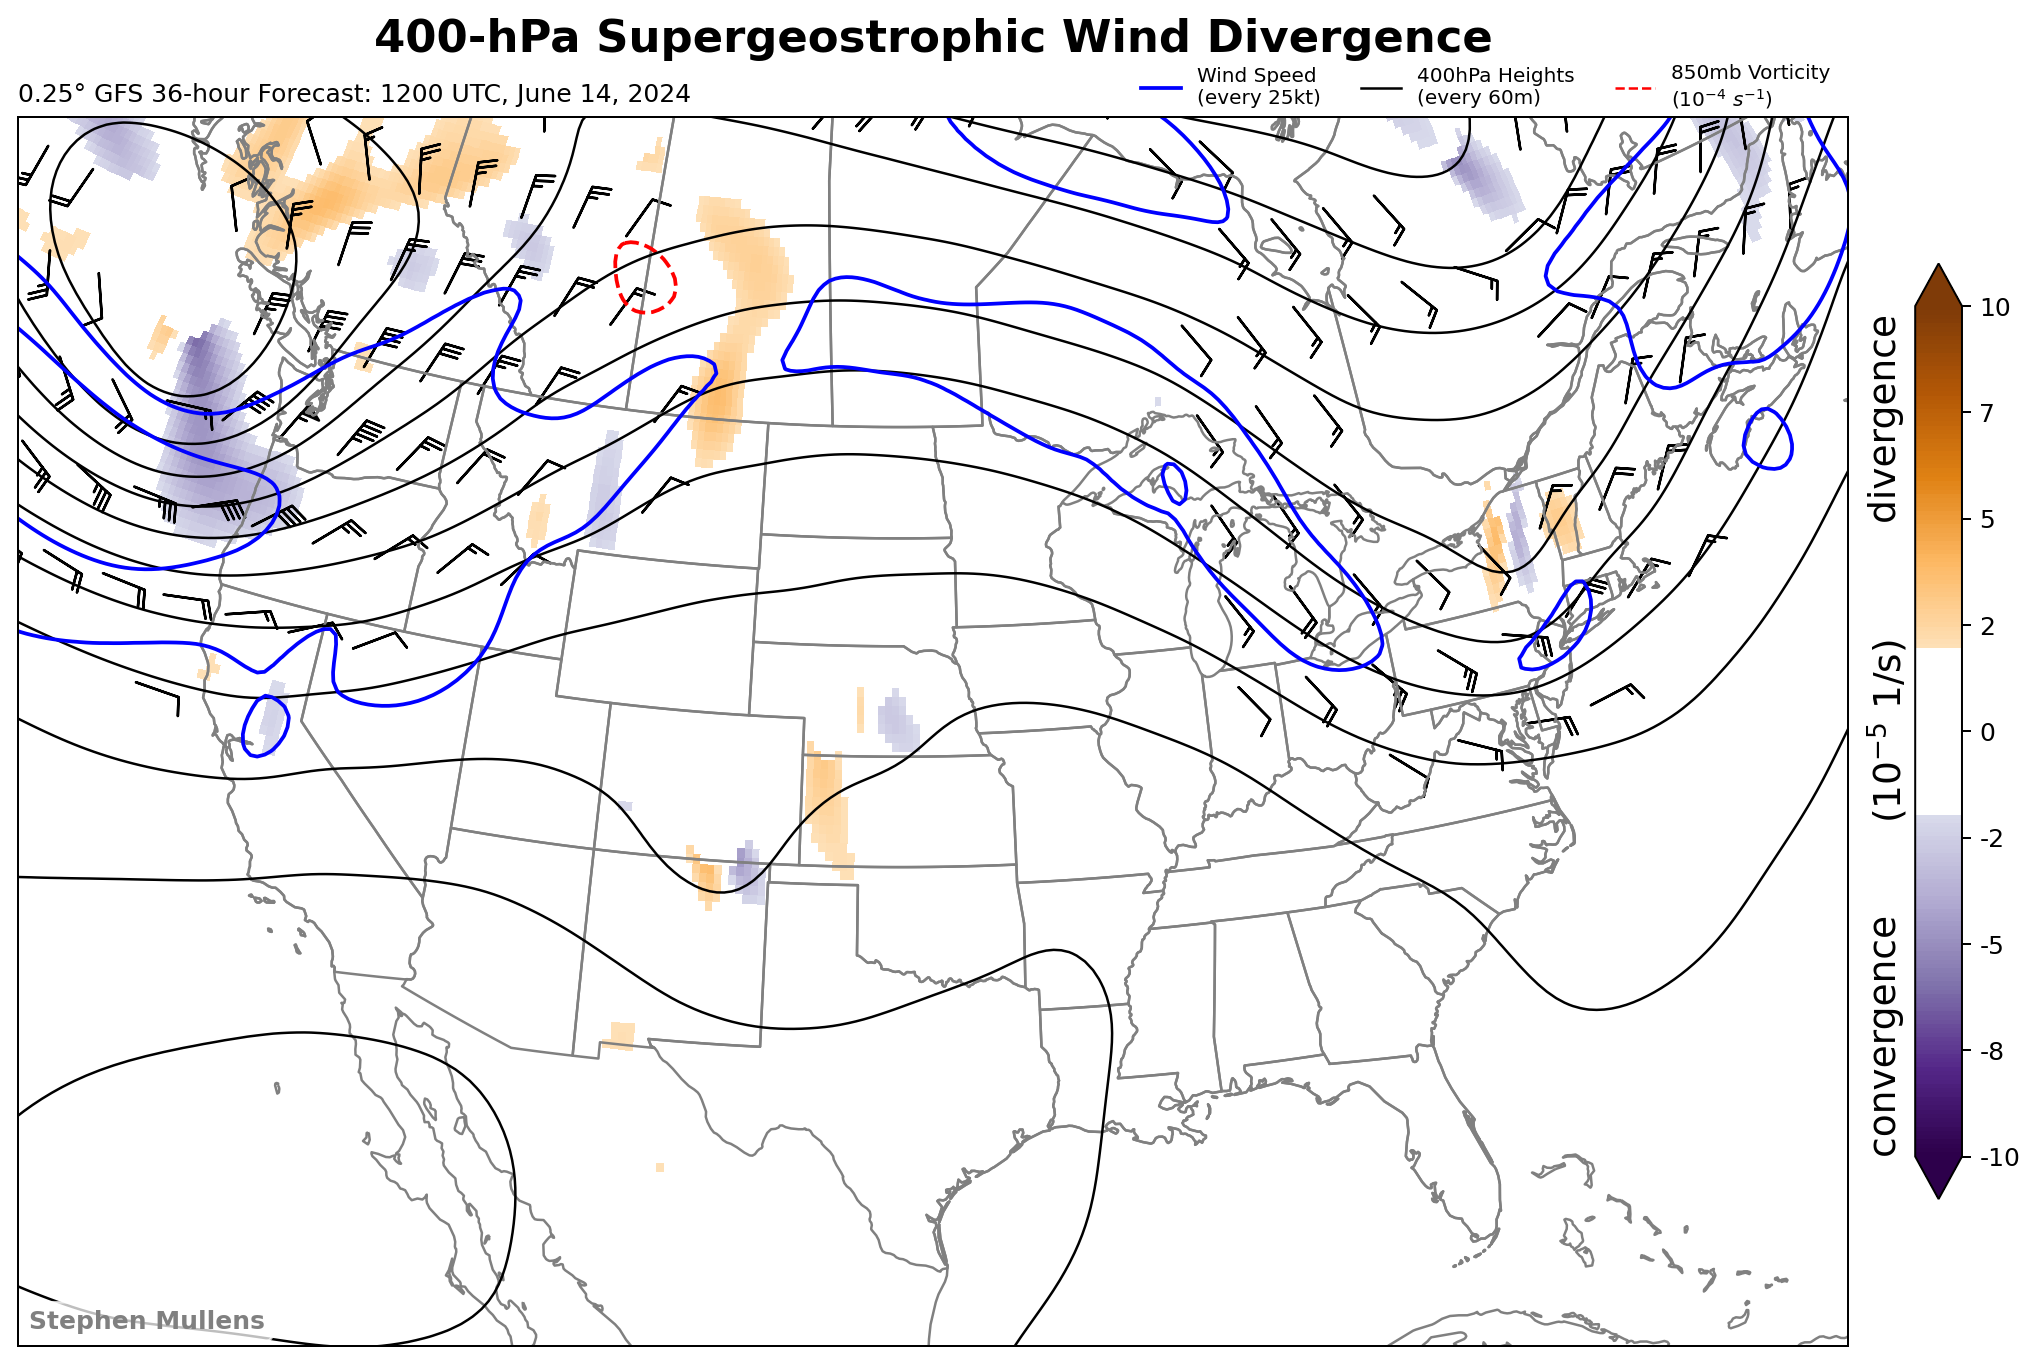 400-hPa Supergeostrophic Wind Divergence
0.25° GFS 36-hour Forecast: 1200 UTC, June 14, 2024
Wind Speed
(every 25kt)
400hPa Heights
(every 60m)
850mb Vorticity
(10⁻⁴ s⁻¹)
10
7
5
2
0
-2
-5
-8
-10
convergence (10⁻⁵ 1/s) divergence
Stephen Mullens